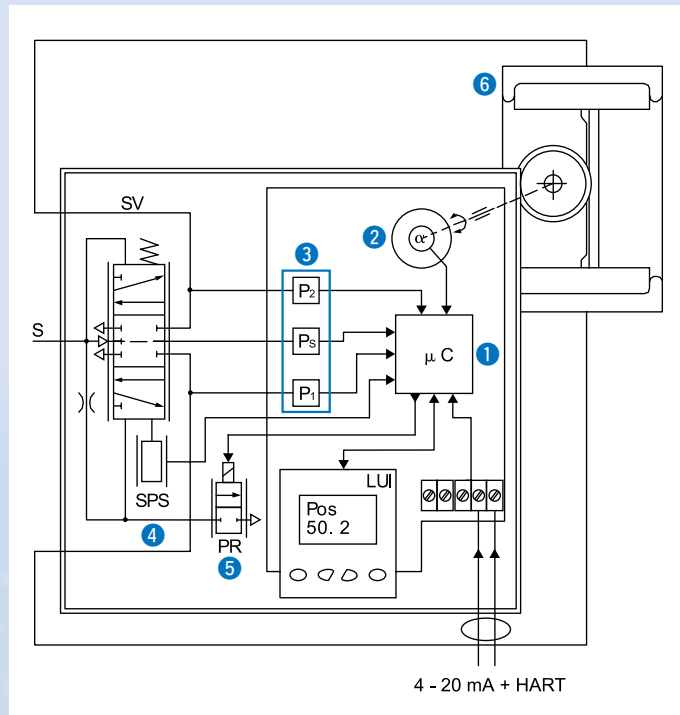 6
SV
α
2
3
P2
S
PS
μ C
1
P1
LUI
SPS
Pos
50. 2
4
PR
5
4 - 20 mA + HART